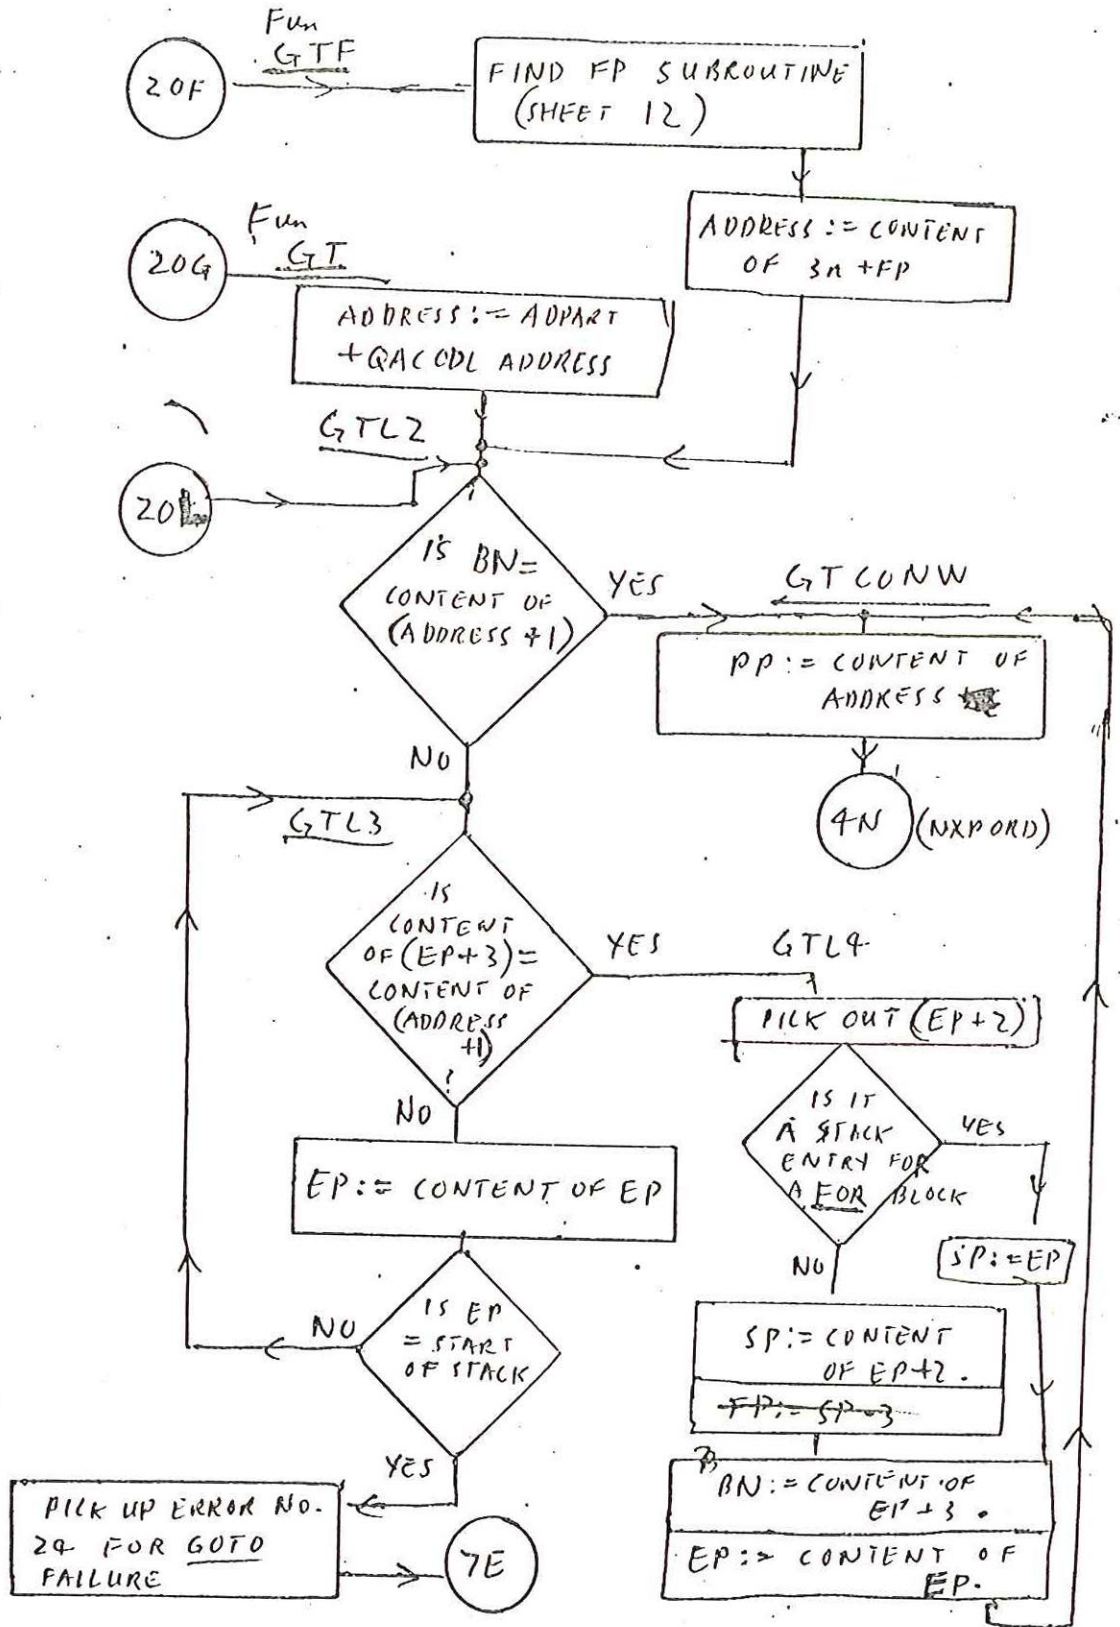 Fun
GTF
20F
FIND FP SUBROUTINE
(SHEET 12)
ADDRESS := CONTENT
OF 3n + FP
Fun
GT
20G
ADDRESS := ADPART
+ QACODL ADDRESS
GTL2
20L
IS BN =
CONTENT OF
(ADDRESS +1)
YES
GTCONW
PP := CONTENT OF
ADDRESS
NO
4N
(NXPORD)
GTL3
IS
CONTENT
OF (EP+3) =
CONTENT OF
(ADDRESS
+1)
?
YES
GTL4
PICK OUT (EP+2)
NO
IS IT
A STACK
ENTRY FOR
A FOR BLOCK
YES
EP := CONTENT OF EP
NO
SP := EP
IS EP
= START
OF STACK
NO
SP := CONTENT
OF EP+2.
FP := SP-3
YES
BN := CONTENT OF
EP+3.
EP := CONTENT OF
EP.
PICK UP ERROR NO.
24 FOR GOTO
FAILURE
7E